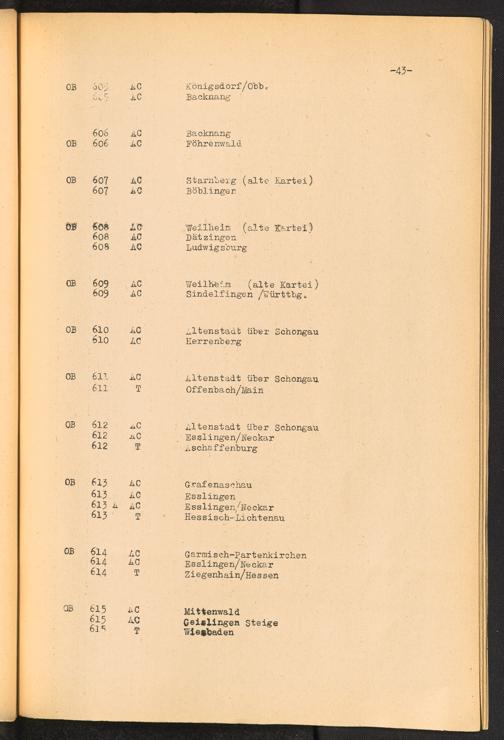 -43-
OB 605 AC Königsdorf/Obb.
605 AC Backnang
606 AC Backnang
OB 606 AC Föhrenwald
OB 607 AC Starnberg (alte Kartei)
607 AC Böblingen
OB 608 AC Weilheim (alte Kartei)
608 AC Dätzingen
608 AC Ludwigsburg
OB 609 AC Weilheim (alte Kartei)
609 AC Sindelfingen /Württbg.
OB 610 AC Altenstadt über Schongau
610 AC Herrenberg
OB 611 AC Altenstadt über Schongau
611 T Offenbach/Main
OB 612 AC Altenstadt über Schongau
612 AC Esslingen/Neckar
612 T Aschaffenburg
OB 613 AC Grafenaschau
613 AC Esslingen
613 A AC Esslingen/Neckar
613 T Hessisch-Lichtenau
OB 614 AC Garmisch-Partenkirchen
614 AC Esslingen/Neckar
614 T Ziegenhain/Hessen
OB 615 AC Mittenwald
615 AC Geislingen Steige
615 T Wiesbaden